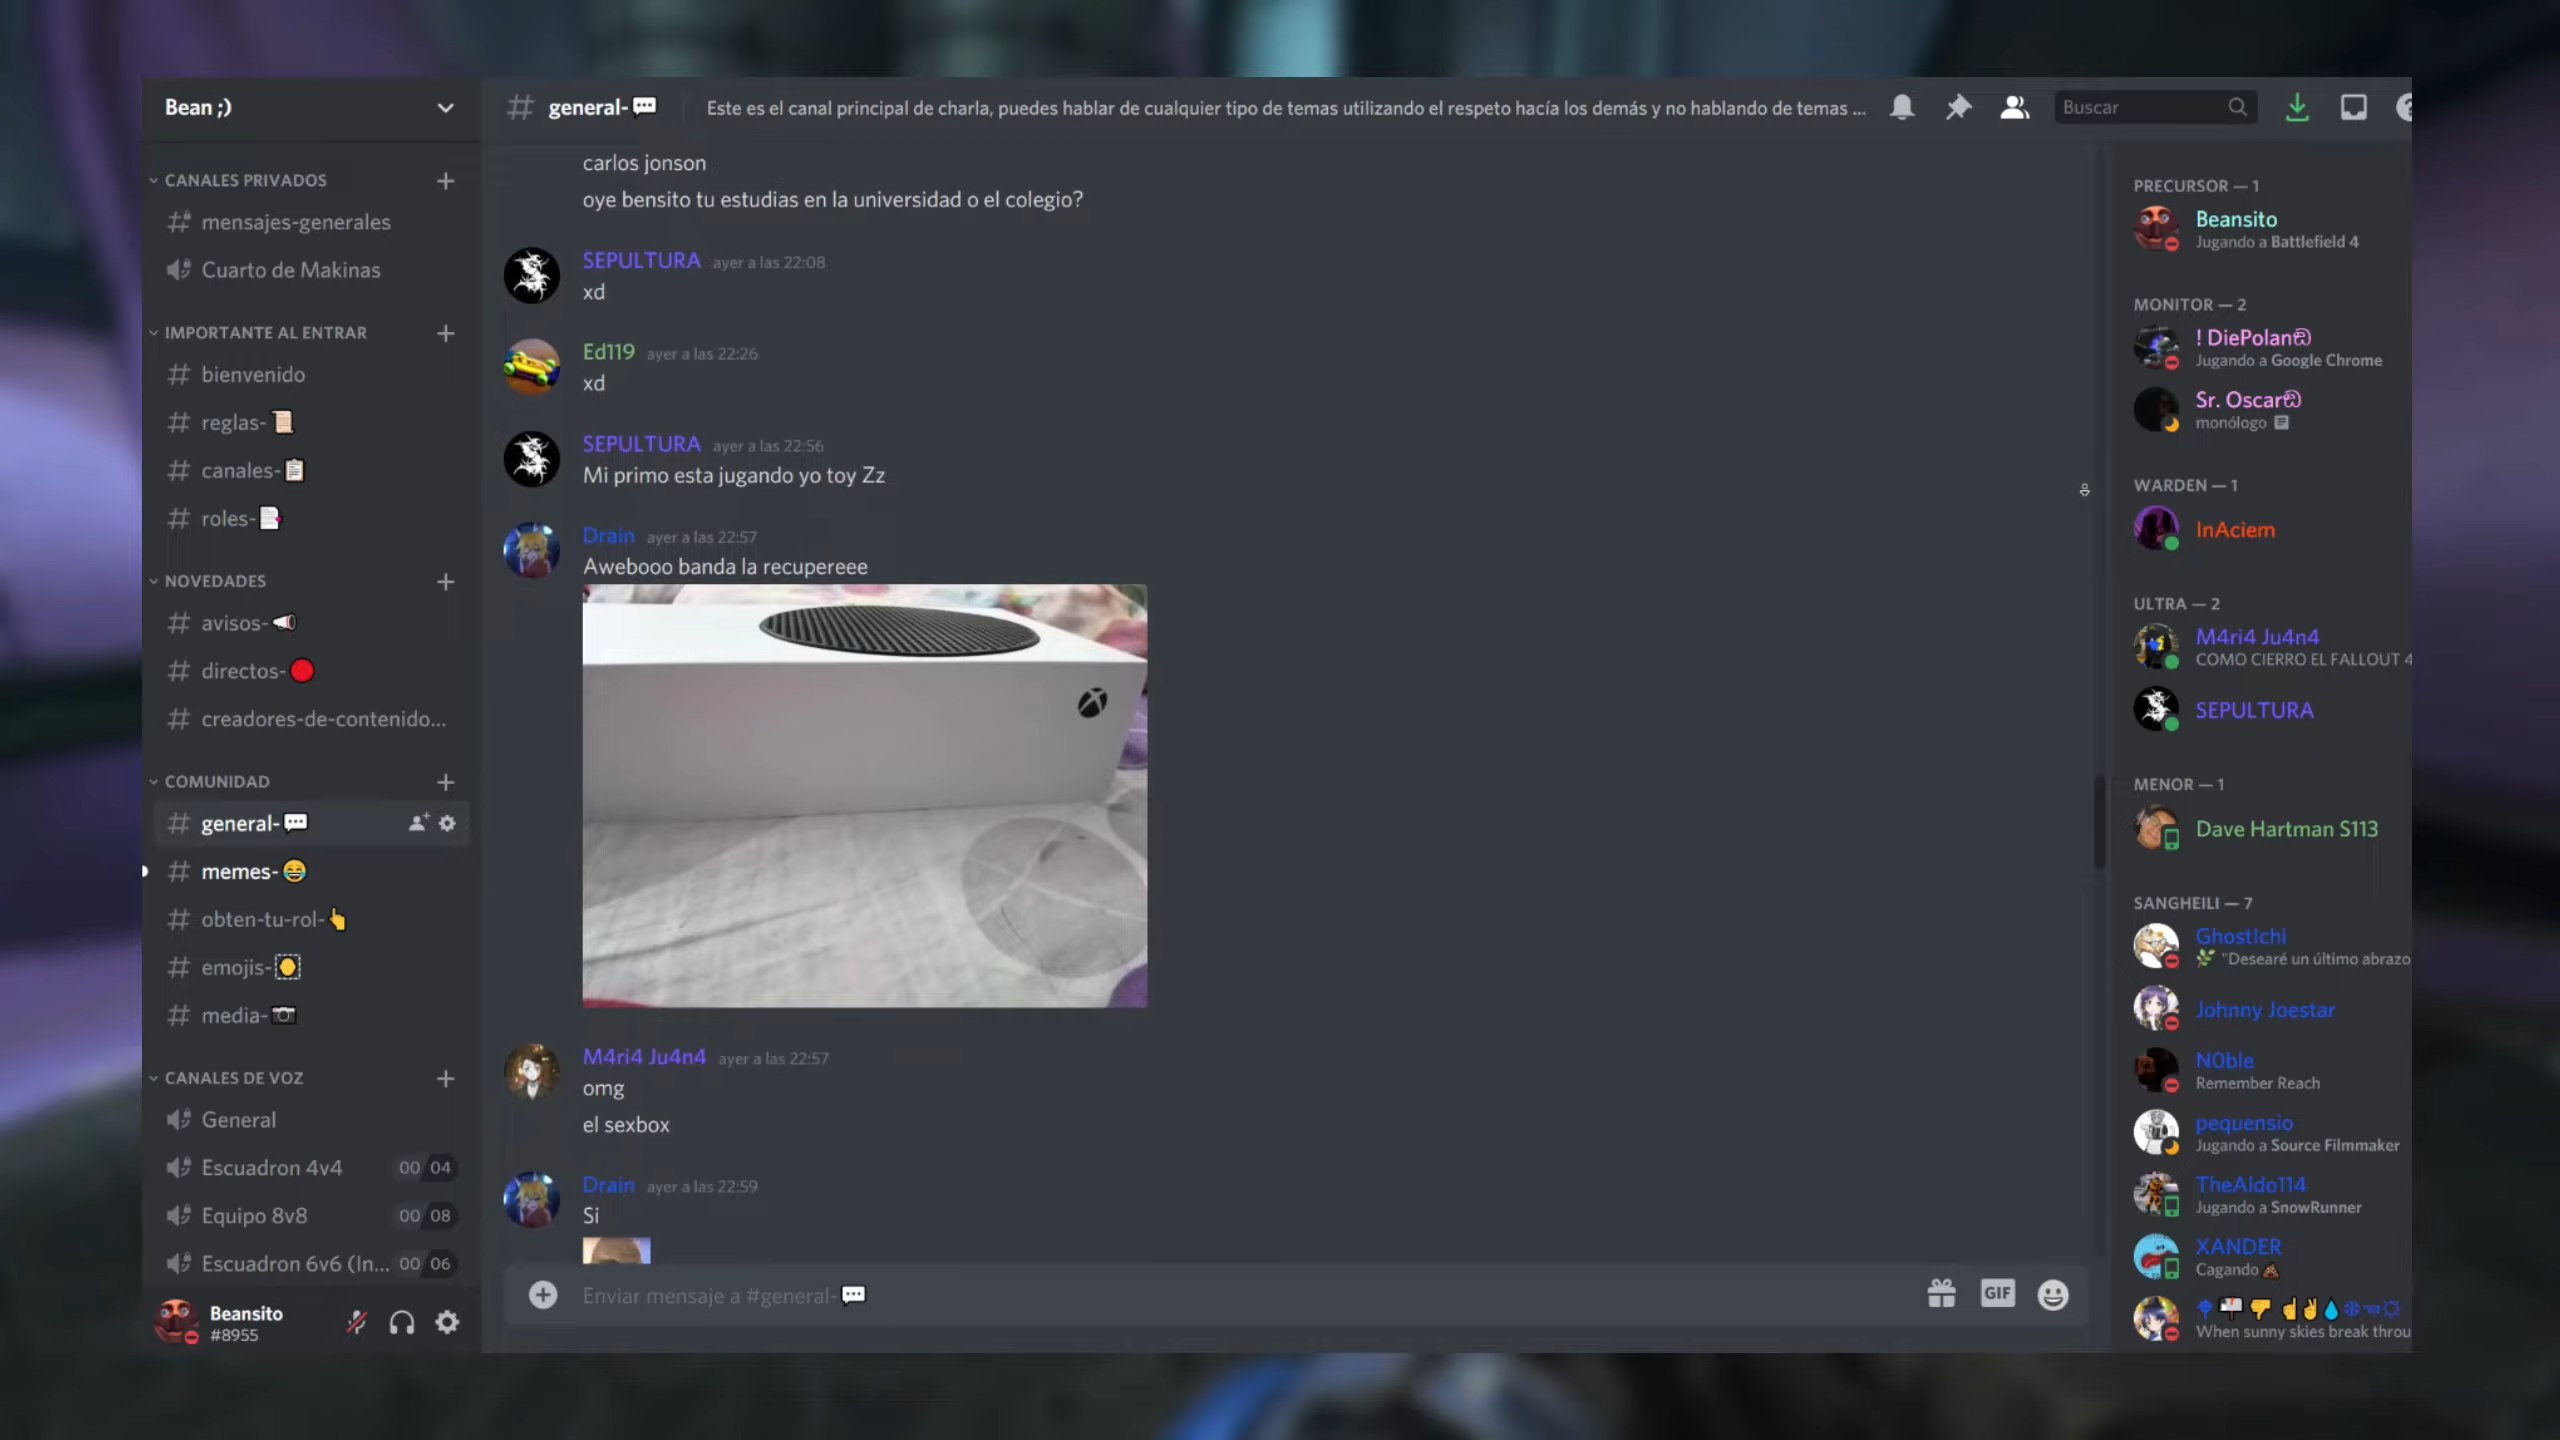 Bean ;)
CANALES PRIVADOS
mensajes-generales
Cuarto de Makinas
IMPORTANTE AL ENTRAR
bienvenido
reglas-📜
canales-📋
roles-📑
NOVEDADES
avisos-📢
directos-🔴
creadores-de-contenido...
COMUNIDAD
general-💬
memes-😂
obten-tu-rol-👆
emojis-
media-📷
CANALES DE VOZ
General
Escuadron 4v4 00 04
Equipo 8v8 00 08
Escuadron 6v6 (In... 00 06
Beansito
#8955
general-💬 Este es el canal principal de charla, puedes hablar de cualquier tipo de temas utilizando el respeto hacía los demás y no hablando de temas ...
Buscar
carlos jonson
oye bensito tu estudias en la universidad o el colegio?
SEPULTURA ayer a las 22:08
xd
Ed119 ayer a las 22:26
xd
SEPULTURA ayer a las 22:56
Mi primo esta jugando yo toy Zz
Drain ayer a las 22:57
Awebooo banda la recupereee
M4ri4 Ju4n4 ayer a las 22:57
omg
el sexbox
Drain ayer a las 22:59
Si
Enviar mensaje a #general-💬
GIF
PRECURSOR — 1
Beansito
Jugando a Battlefield 4
MONITOR — 2
! DiePolan
Jugando a Google Chrome
Sr. Oscar
monólogo
WARDEN — 1
InAciem
ULTRA — 2
M4ri4 Ju4n4
COMO CIERRO EL FALLOUT 4
SEPULTURA
MENOR — 1
Dave Hartman S113
SANGHEILI — 7
GhostIchi
"Desearé un último abrazo
Johnny Joestar
N0ble
Remember Reach
pequensio
Jugando a Source Filmmaker
TheAldo114
Jugando a SnowRunner
XANDER
Cagando 💩
When sunny skies break throu